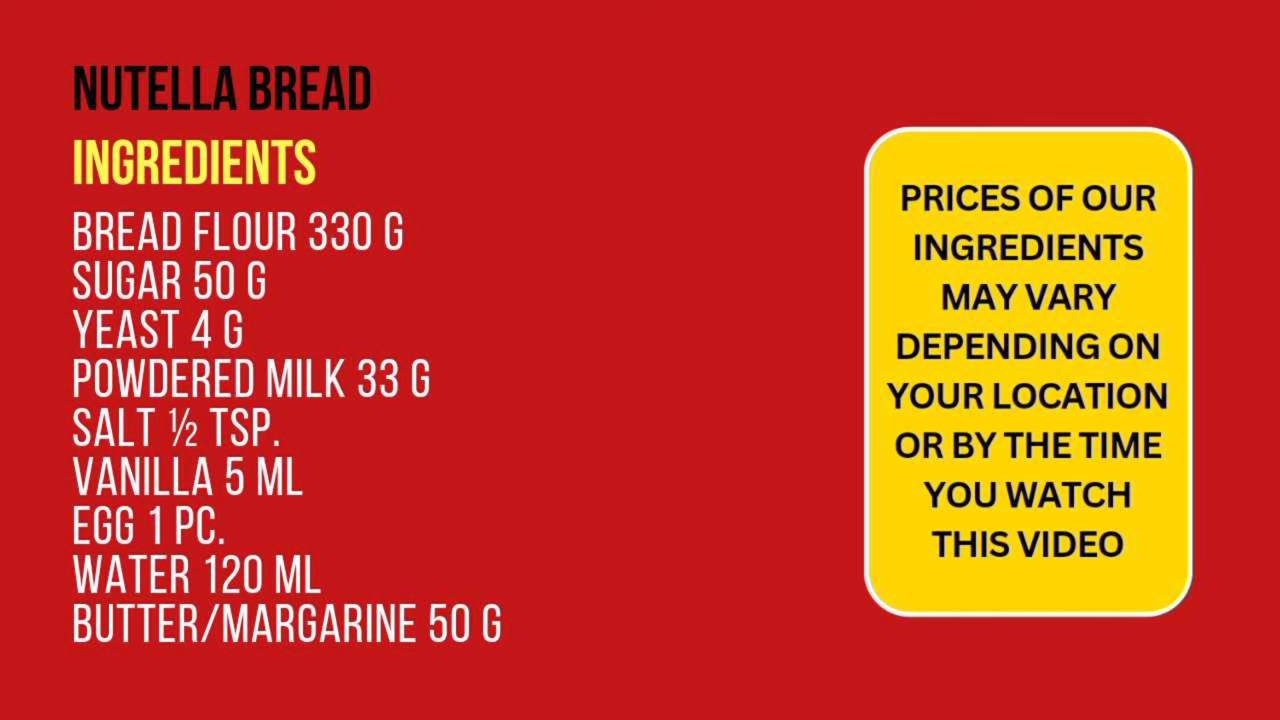 NUTELLA BREAD
INGREDIENTS
BREAD FLOUR 330 G
SUGAR 50 G
YEAST 4 G
POWDERED MILK 33 G
SALT ½ TSP.
VANILLA 5 ML
EGG 1 PC.
WATER 120 ML
BUTTER/MARGARINE 50 G
PRICES OF OUR
INGREDIENTS
MAY VARY
DEPENDING ON
YOUR LOCATION
OR BY THE TIME
YOU WATCH
THIS VIDEO